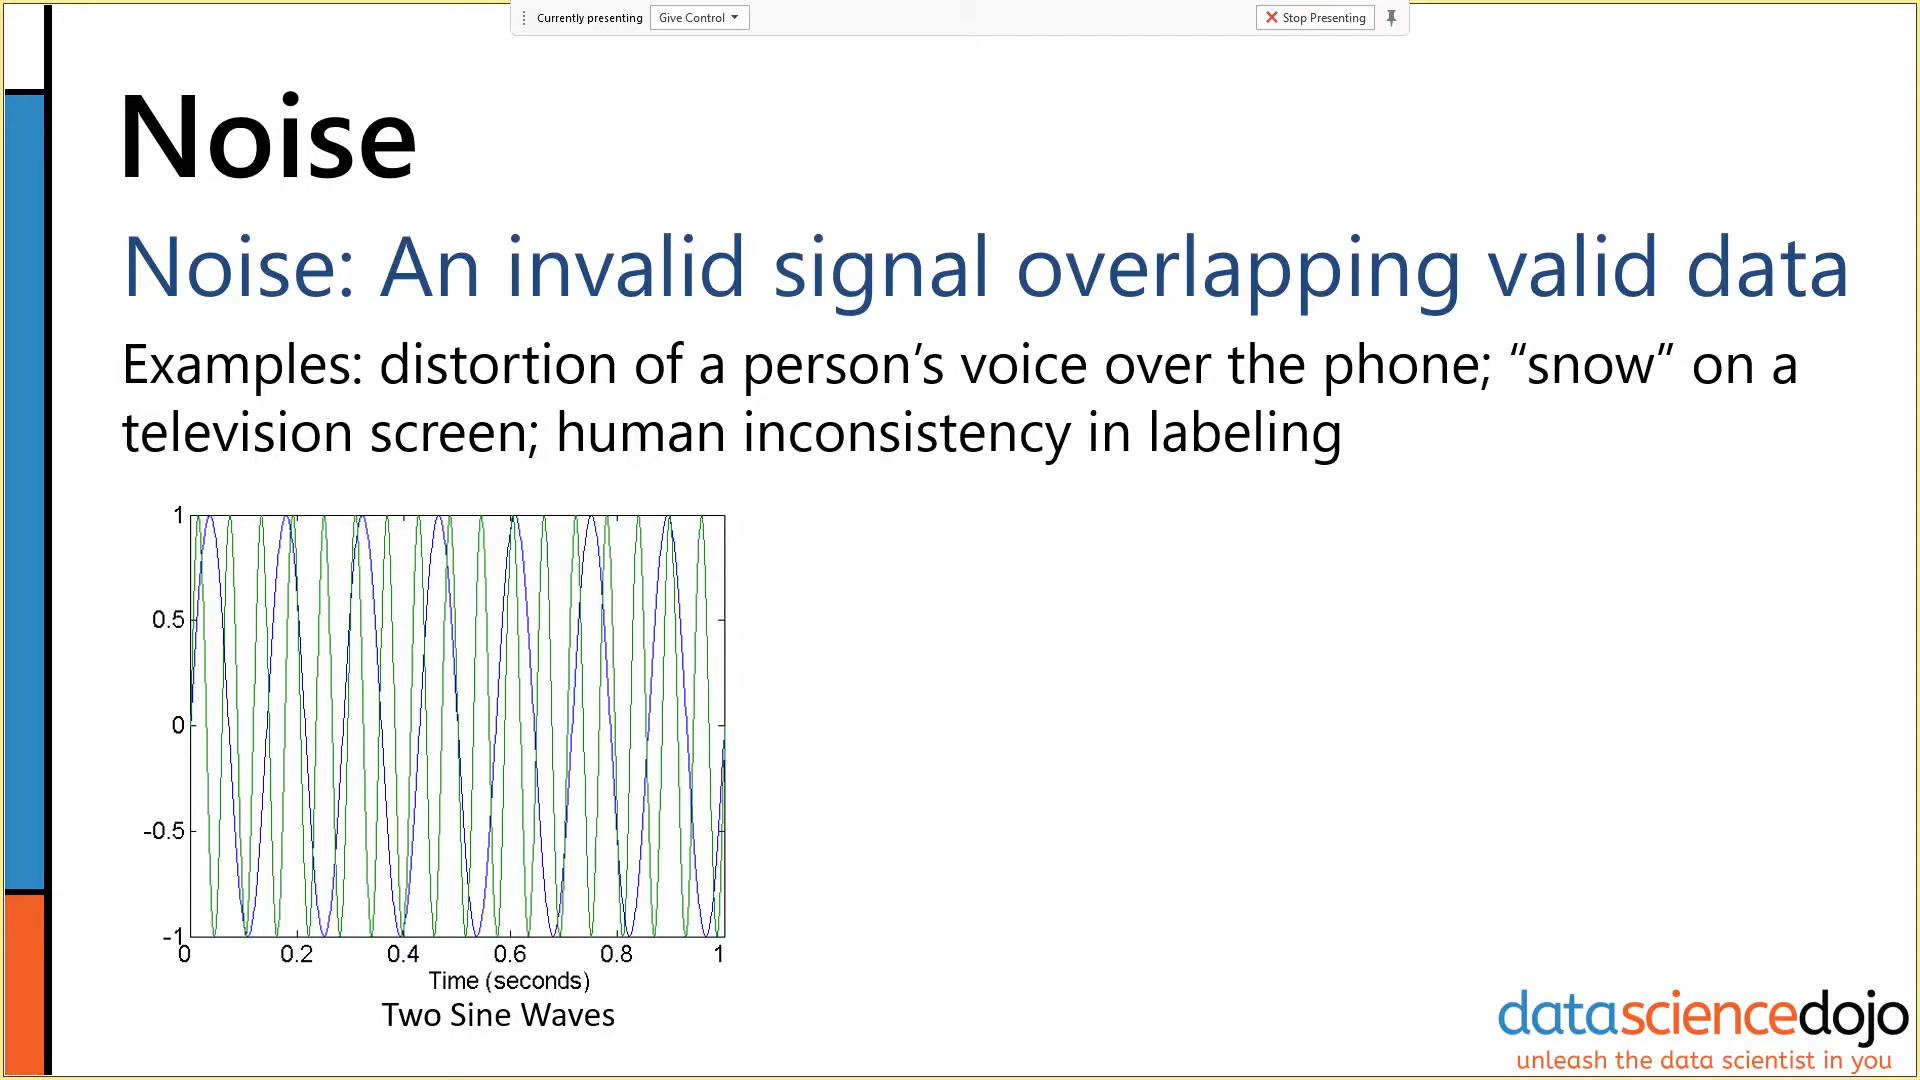 Currently presenting Give Control Stop Presenting
Noise
Noise: An invalid signal overlapping valid data
Examples: distortion of a person’s voice over the phone; “snow” on a
television screen; human inconsistency in labeling
1
0.5
0
-0.5
-1
0 0.2 0.4 0.6 0.8 1
Time (seconds)
Two Sine Waves
datasciencedojo
unleash the data scientist in you